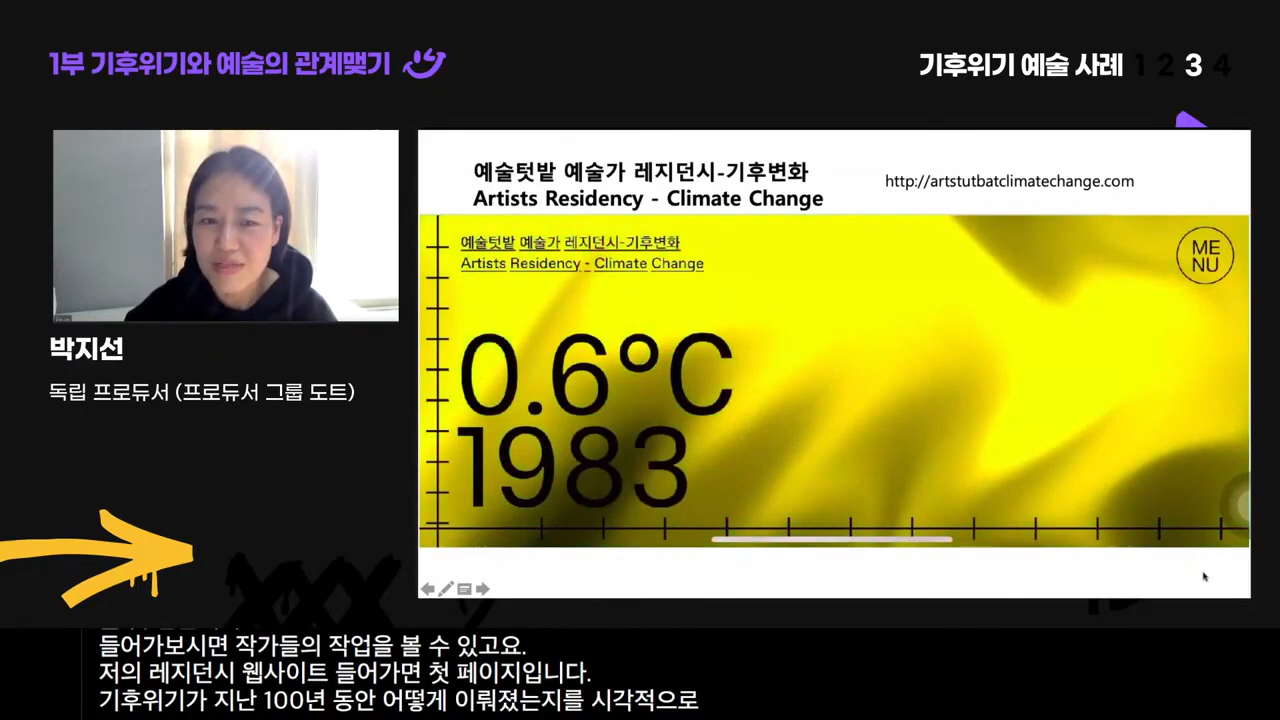 1부 기후위기와 예술의 관계맺기
기후위기 예술 사례 1 2 3 4
예술텃밭 예술가 레지던시-기후변화
Artists Residency - Climate Change
http://artstutbatclimatechange.com
예술텃밭 예술가 레지던시-기후변화
Artists Residency - Climate Change
ME
NU
0.6°C
1983
박지선
독립 프로듀서 (프로듀서 그룹 도트)
들어가보시면 작가들의 작업을 볼 수 있고요.
저의 레지던시 웹사이트 들어가면 첫 페이지입니다.
기후위기가 지난 100년 동안 어떻게 이뤄졌는지를 시각적으로